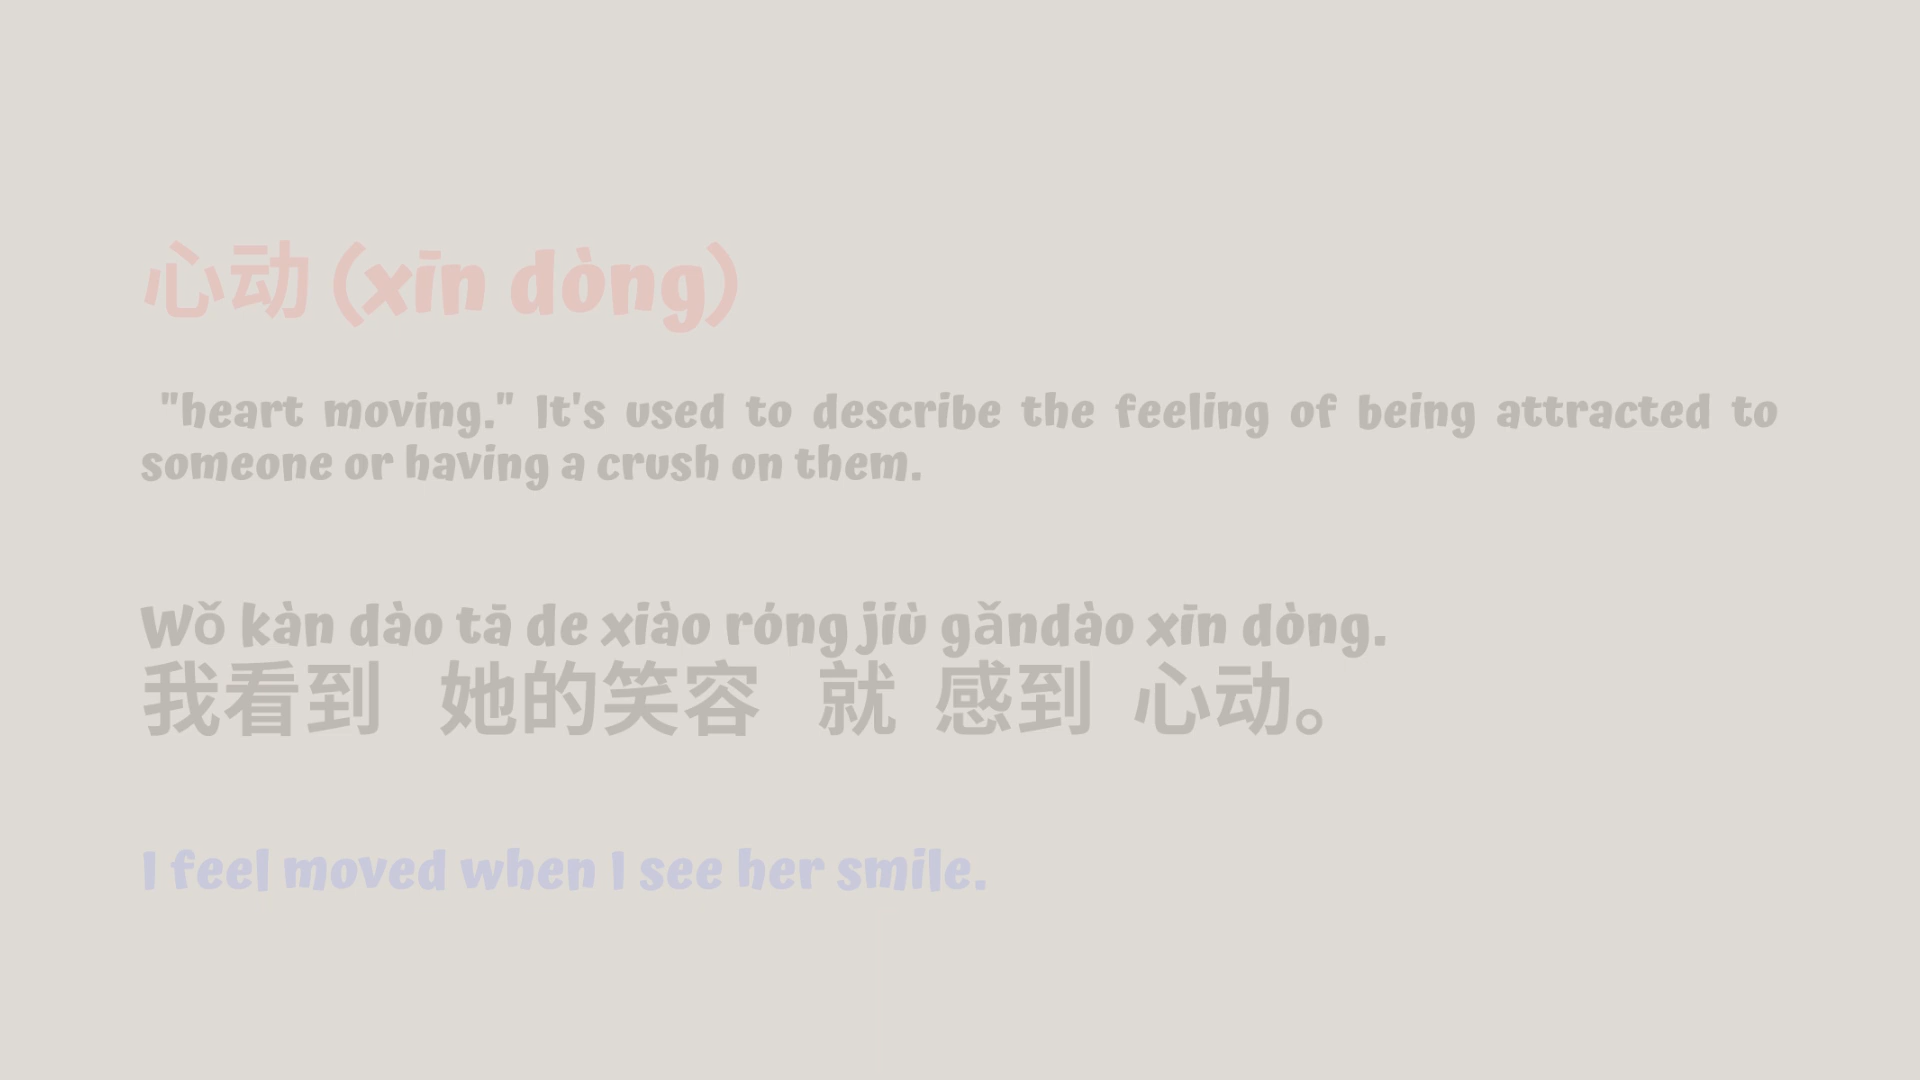 心动 (xīn dòng)
"heart moving." It's used to describe the feeling of being attracted to
someone or having a crush on them.
Wǒ kàn dào tā de xiào róng jiù gǎndào xīn dòng.
我看到 她的笑容 就 感到 心动。
I feel moved when I see her smile.